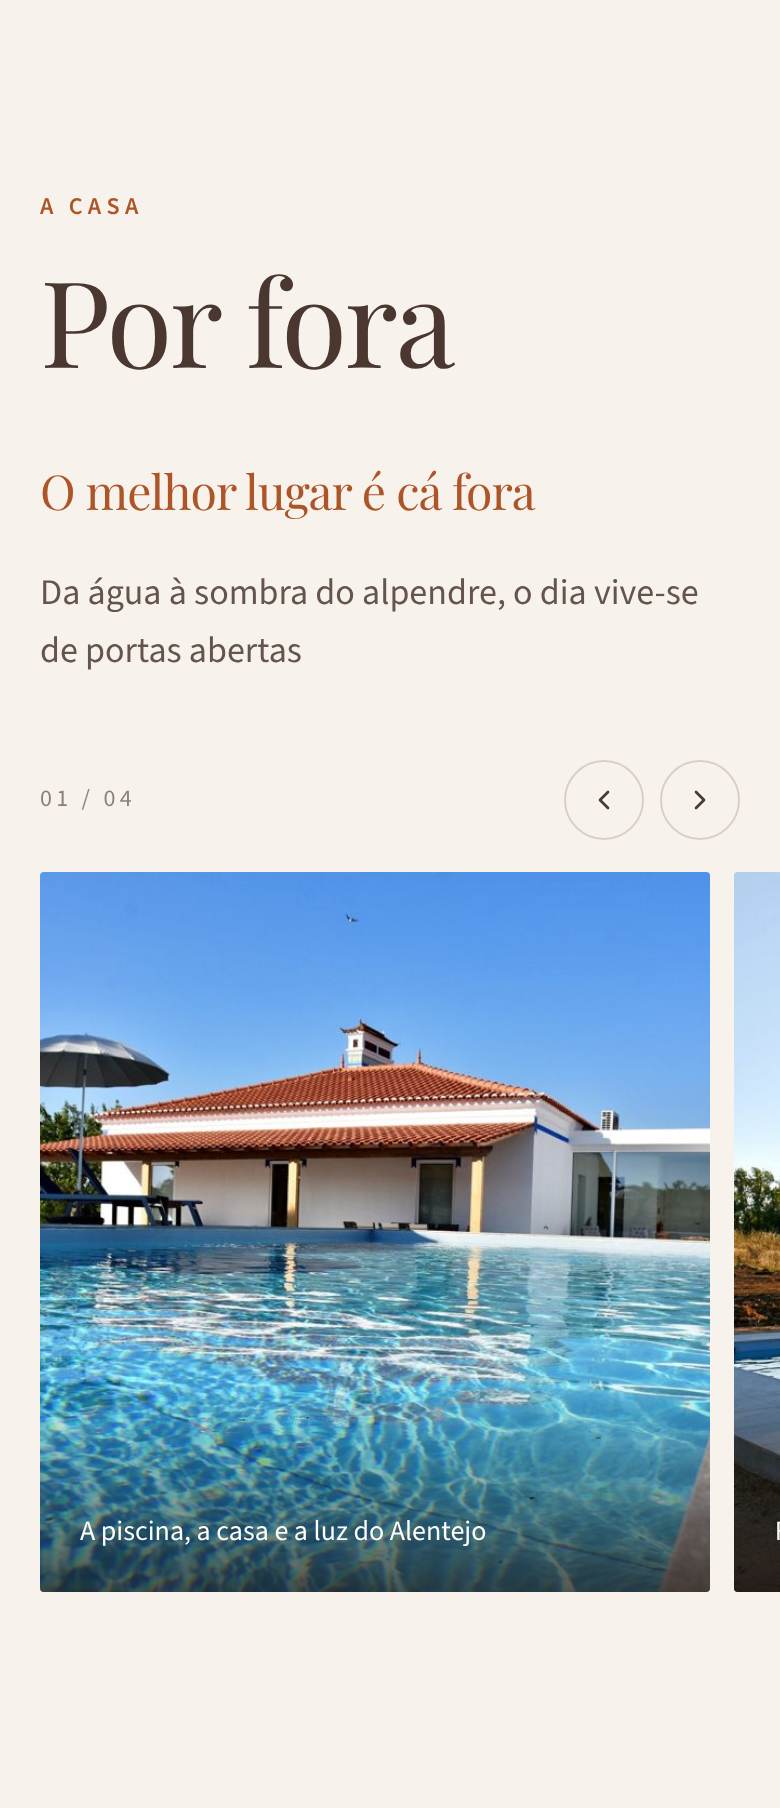 A CASA
Por fora
O melhor lugar é cá fora
Da água à sombra do alpendre, o dia vive-se
de portas abertas
01 / 04
A piscina, a casa e a luz do Alentejo